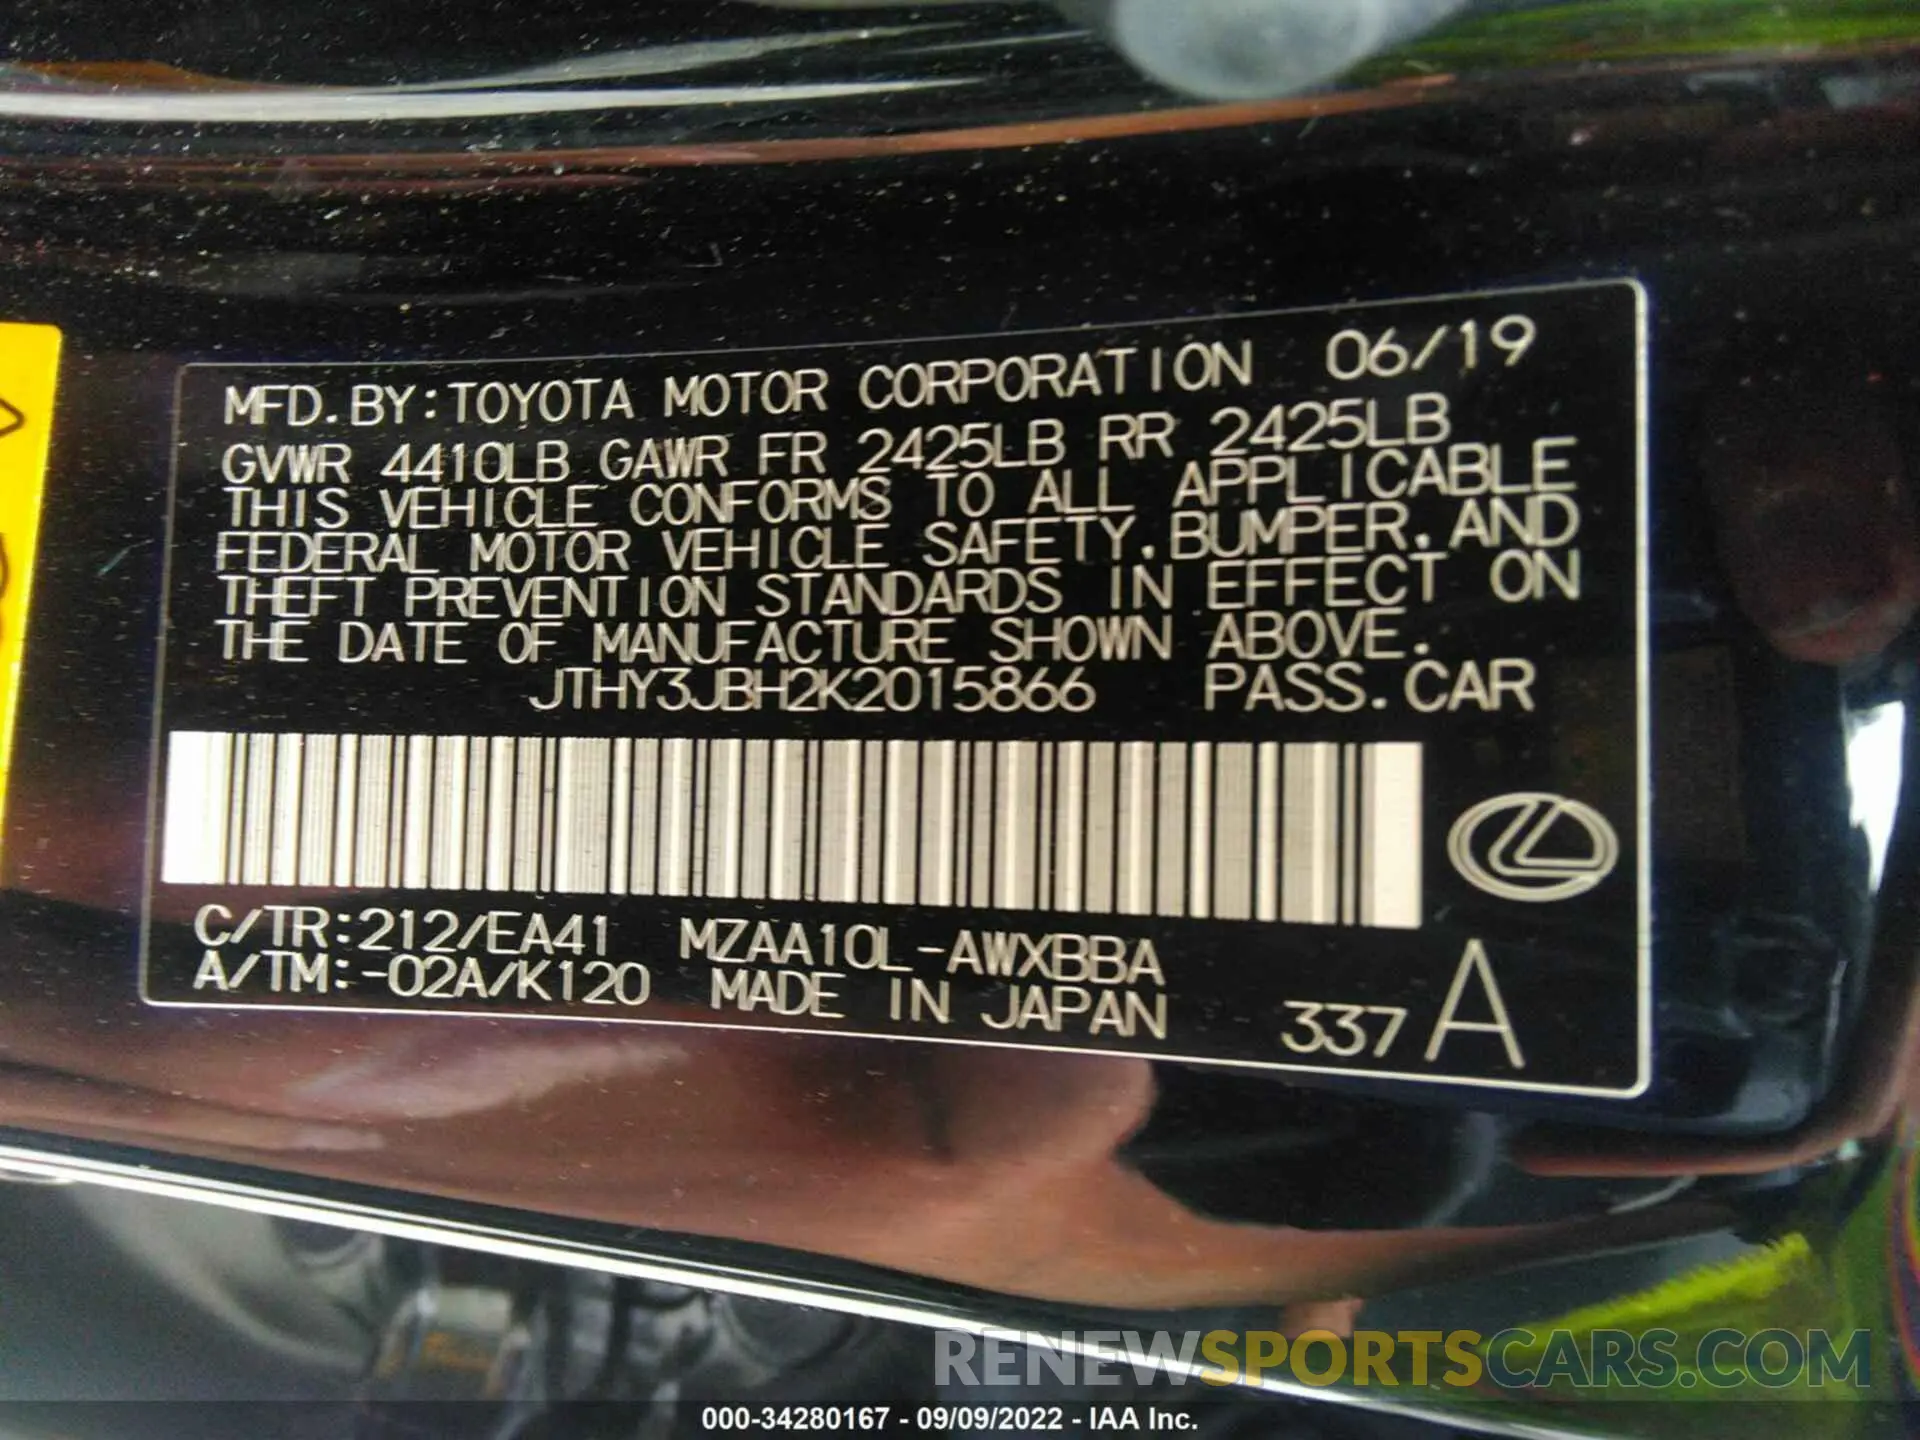 MFD.BY:TOYOTA MOTOR CORPORATION 06/19
GVWR 4410LB GAWR FR 2425LB RR 2425LB
THIS VEHICLE CONFORMS TO ALL APPLICABLE
FEDERAL MOTOR VEHICLE SAFETY,BUMPER,AND
THEFT PREVENTION STANDARDS IN EFFECT ON
THE DATE OF MANUFACTURE SHOWN ABOVE.
JTHY3JBH2K2015866 PASS.CAR
C/TR:212/EA41 MZAA10L-AWXBBA
A/TM:-02A/K120 MADE IN JAPAN 337 A
RENEWSPORTSCARS.COM
000-34280167 - 09/09/2022 - IAA Inc.